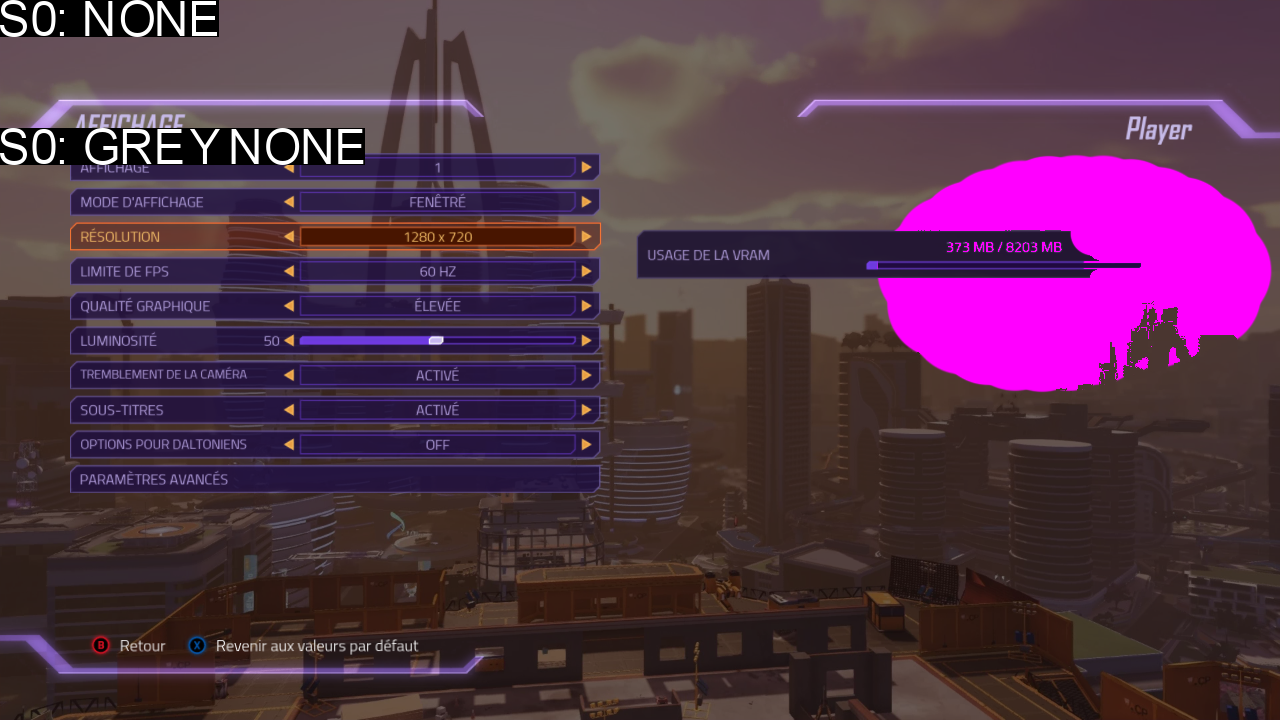 S0: NONE
AFFICHAGE
Player
S0: GREY NONE
AFFICHAGE 1
MODE D'AFFICHAGE FENÊTRÉ
RÉSOLUTION 1280 x 720
USAGE DE LA VRAM 373 MB / 8203 MB
LIMITE DE FPS 60 HZ
QUALITÉ GRAPHIQUE ÉLEVÉE
LUMINOSITÉ 50
TREMBLEMENT DE LA CAMÉRA ACTIVÉ
SOUS-TITRES ACTIVÉ
OPTIONS POUR DALTONIENS OFF
PARAMÈTRES AVANCÉS
B Retour X Revenir aux valeurs par défaut